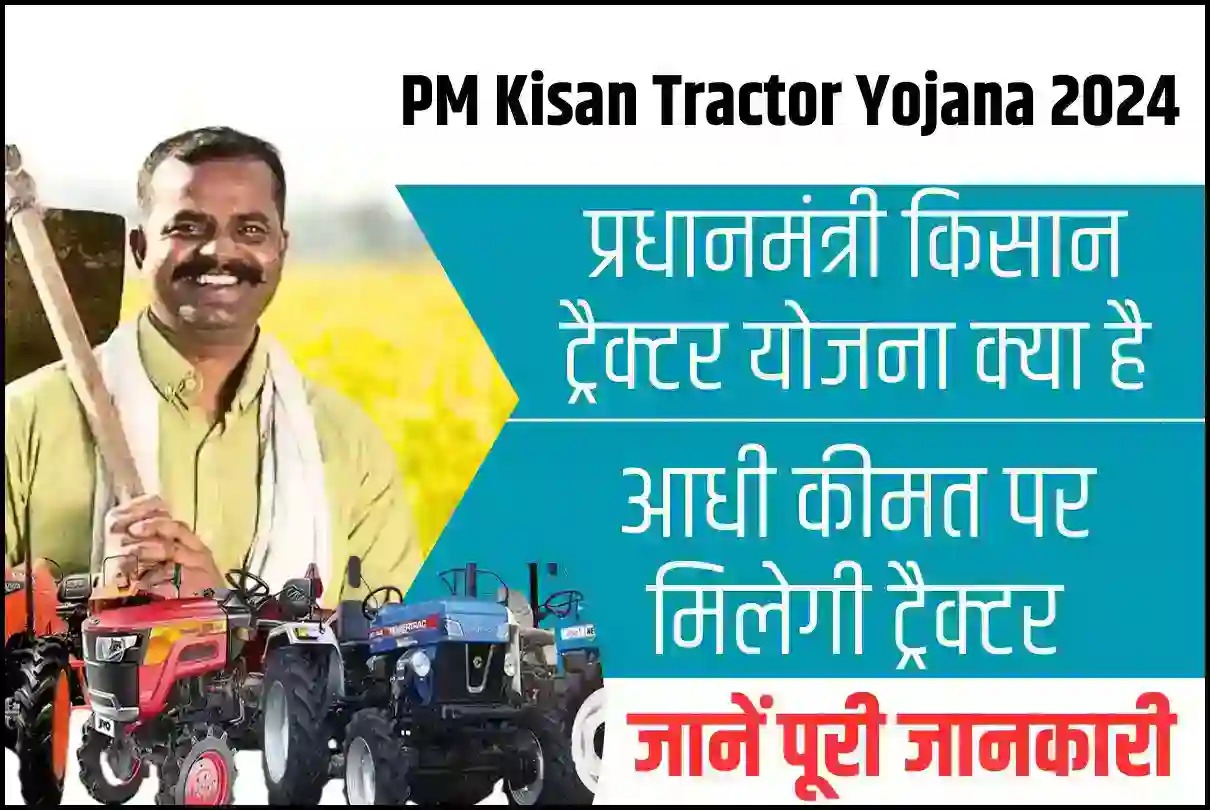 PM Kisan Tractor Yojana 2024
प्रधानमंत्री किसान
ट्रैक्टर योजना क्या है
आधी कीमत पर
मिलेगी ट्रैक्टर
जानें पूरी जानकारी